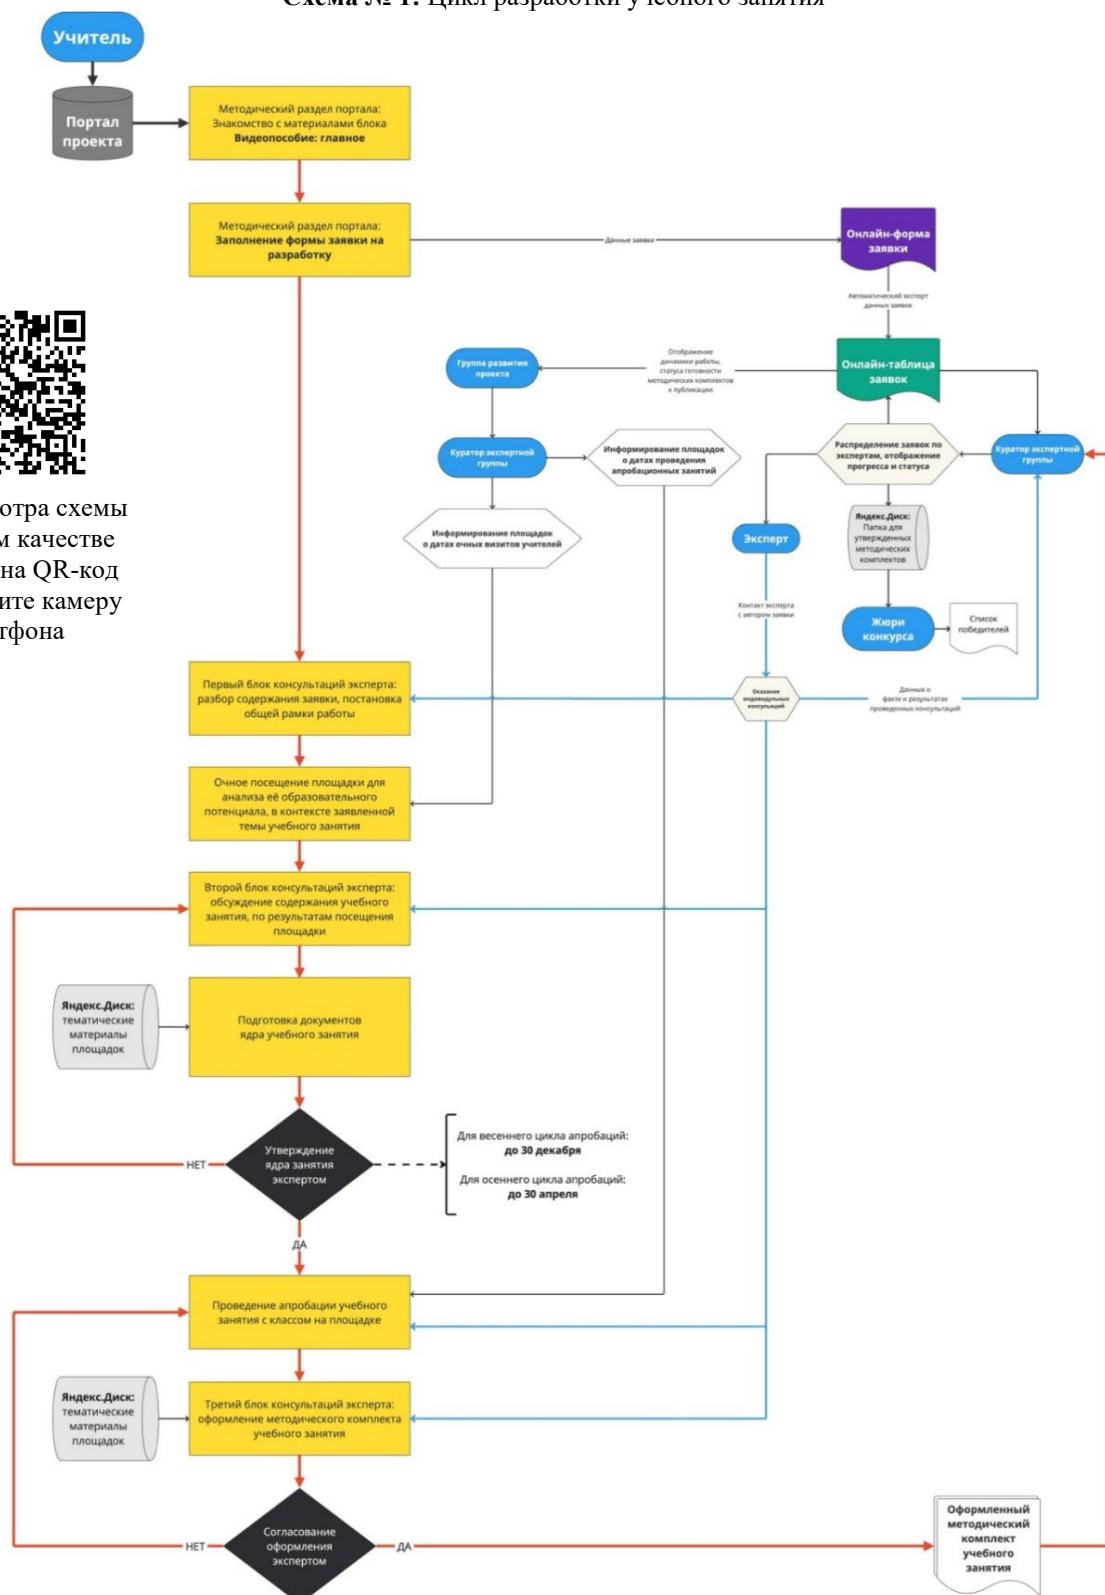 Схема № 1. Цикл разработки учебного занятия
Учитель
Портал
проекта
Методический раздел портала:
Знакомство с материалами блока
Видеопособие: главное
Методический раздел портала:
Заполнение формы заявки на
разработку
Данные заявки
Онлайн-форма
заявки
Автоматический экспорт
данных заявок
Онлайн-таблица
заявок
Отображение
динамики работы,
статуса готовности
методических комплектов
к публикации
Группа развития
проекта
Куратор экспертной
группы
Информирование площадок
о датах проведения
апробационных занятий
Распределение заявок по
экспертам, отображение
прогресса и статуса
Куратор экспертной
группы
Информирование площадок
о датах очных визитов учителей
Эксперт
Яндекс.Диск:
Папка для
утвержденных
методических
комплектов
Контакт эксперта
с автором заявки
Жюри
конкурса
Список
победителей
отра схемы
м качестве
на QR-код
ите камеру
тфона
Первый блок консультаций эксперта:
разбор содержания заявки, постановка
общей рамки работы
Оказание
индивидуальных
консультаций
Данные о
факте и результатах
проведенных консультаций
Очное посещение площадки для
анализа её образовательного
потенциала, в контексте заявленной
темы учебного занятия
Второй блок консультаций эксперта:
обсуждение содержания учебного
занятия, по результатам посещения
площадки
Яндекс.Диск:
тематические
материалы
площадок
Подготовка документов
ядра учебного занятия
Утверждение
ядра занятия
экспертом
НЕТ
Для весеннего цикла апробаций:
до 30 декабря
Для осеннего цикла апробаций:
до 30 апреля
ДА
Проведение апробации учебного
занятия с классом на площадке
Яндекс.Диск:
тематические
материалы
площадок
Третий блок консультаций эксперта:
оформление методического комплекта
учебного занятия
Согласование
оформления
экспертом
НЕТ
ДА
Оформленный
методический
комплект
учебного
занятия